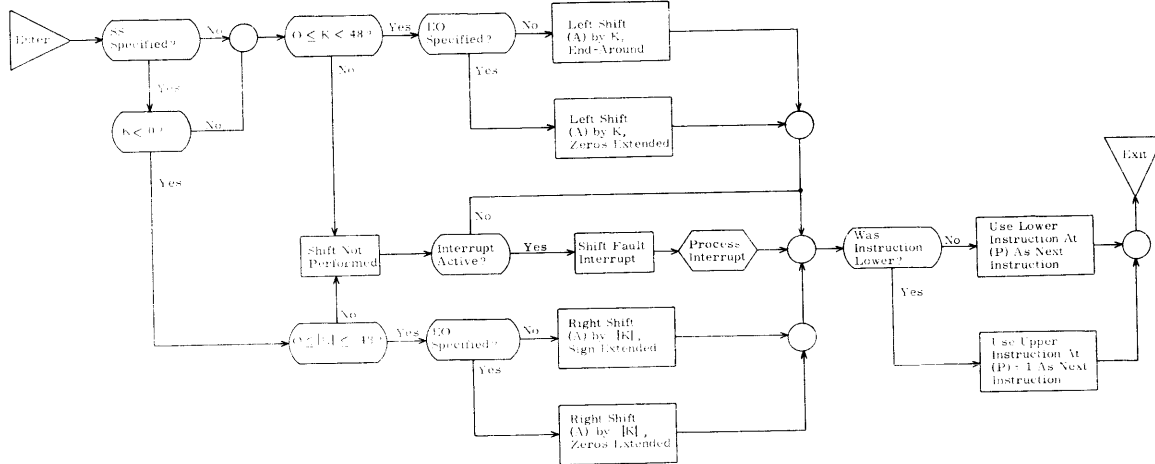 Enter
SS
Specified?
No
Yes
K < 0?
No
Yes
O ≤ K < 48?
Yes
No
EO
Specified?
No
Yes
Left Shift
(A) by K,
End-Around
Left Shift
(A) by K,
Zeros Extended
Shift Not
Performed
Interrupt
Active?
No
Yes
Shift Fault
Interrupt
Process
Interrupt
Was
Instruction
Lower?
No
Yes
Use Lower
Instruction At
(P) As Next
Instruction
Exit
No
Yes
EO
Specified?
No
Yes
Right Shift
(A) by |K|,
Sign Extended
Right Shift
(A) by |K|,
Zeros Extended
Use Upper
Instruction At
(P) 1 As Next
Instruction